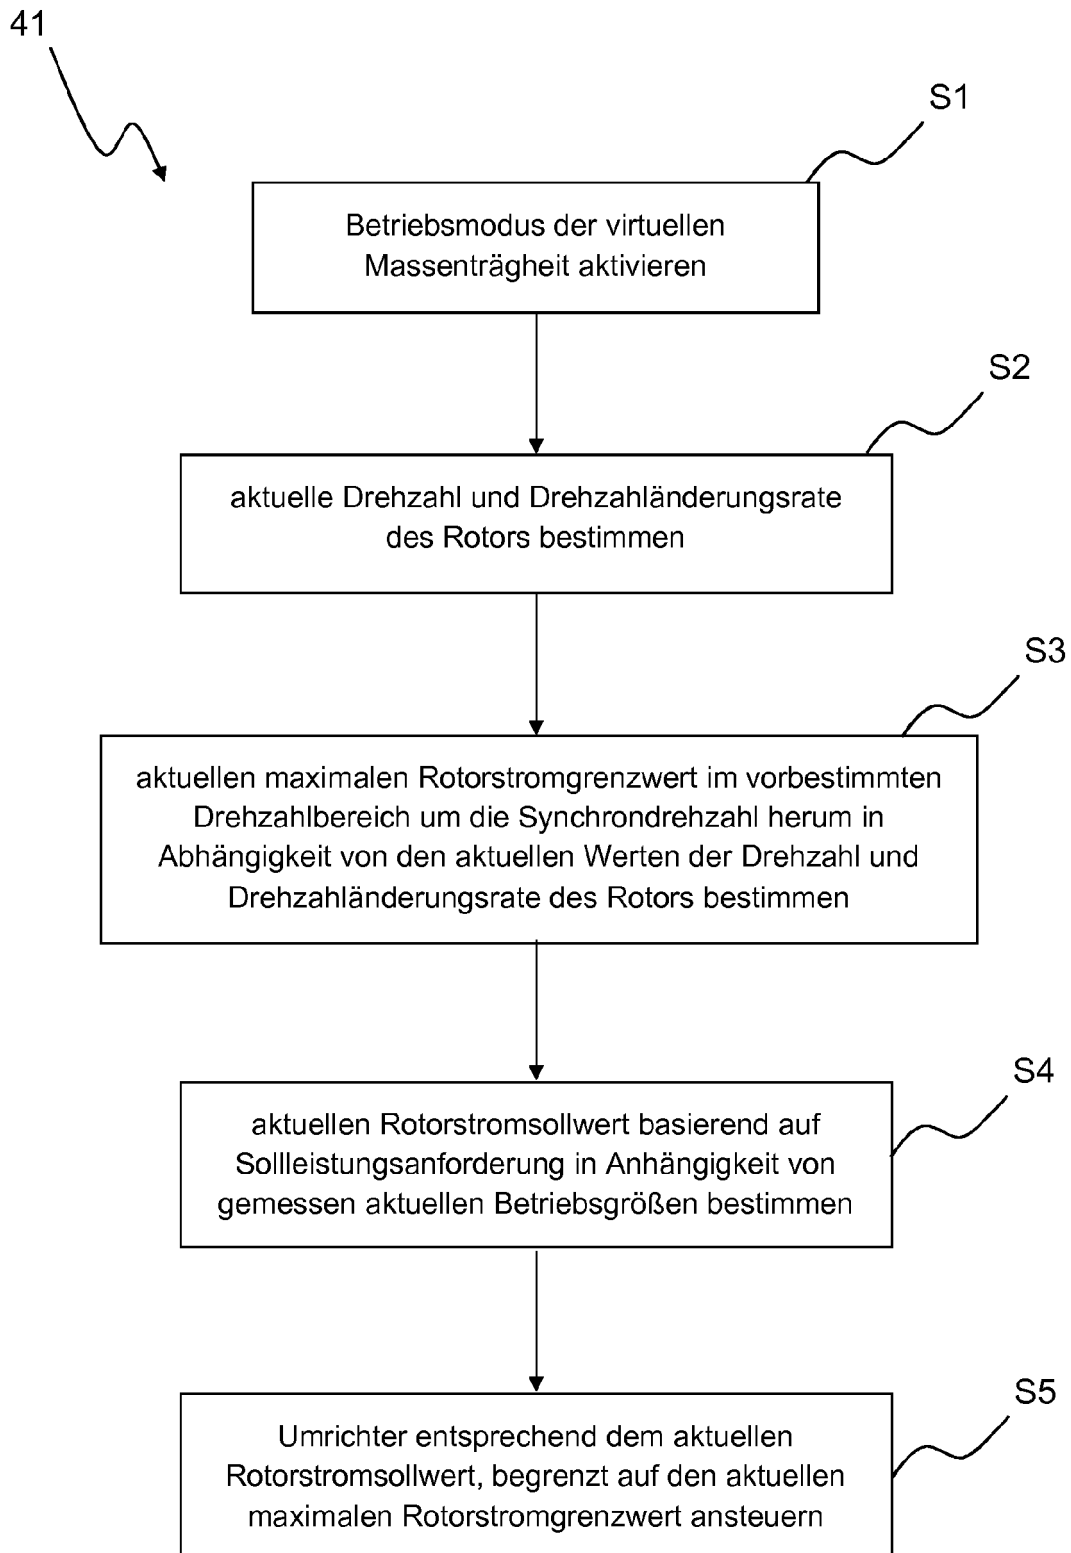 41
S1
Betriebsmodus der virtuellen
Massenträgheit aktivieren
S2
aktuelle Drehzahl und Drehzahländerungsrate
des Rotors bestimmen
S3
aktuellen maximalen Rotorstromgrenzwert im vorbestimmten
Drehzahlbereich um die Synchrondrehzahl herum in
Abhängigkeit von den aktuellen Werten der Drehzahl und
Drehzahländerungsrate des Rotors bestimmen
S4
aktuellen Rotorstromsollwert basierend auf
Sollleistungsanforderung in Anhängigkeit von
gemessen aktuellen Betriebsgrößen bestimmen
S5
Umrichter entsprechend dem aktuellen
Rotorstromsollwert, begrenzt auf den aktuellen
maximalen Rotorstromgrenzwert ansteuern